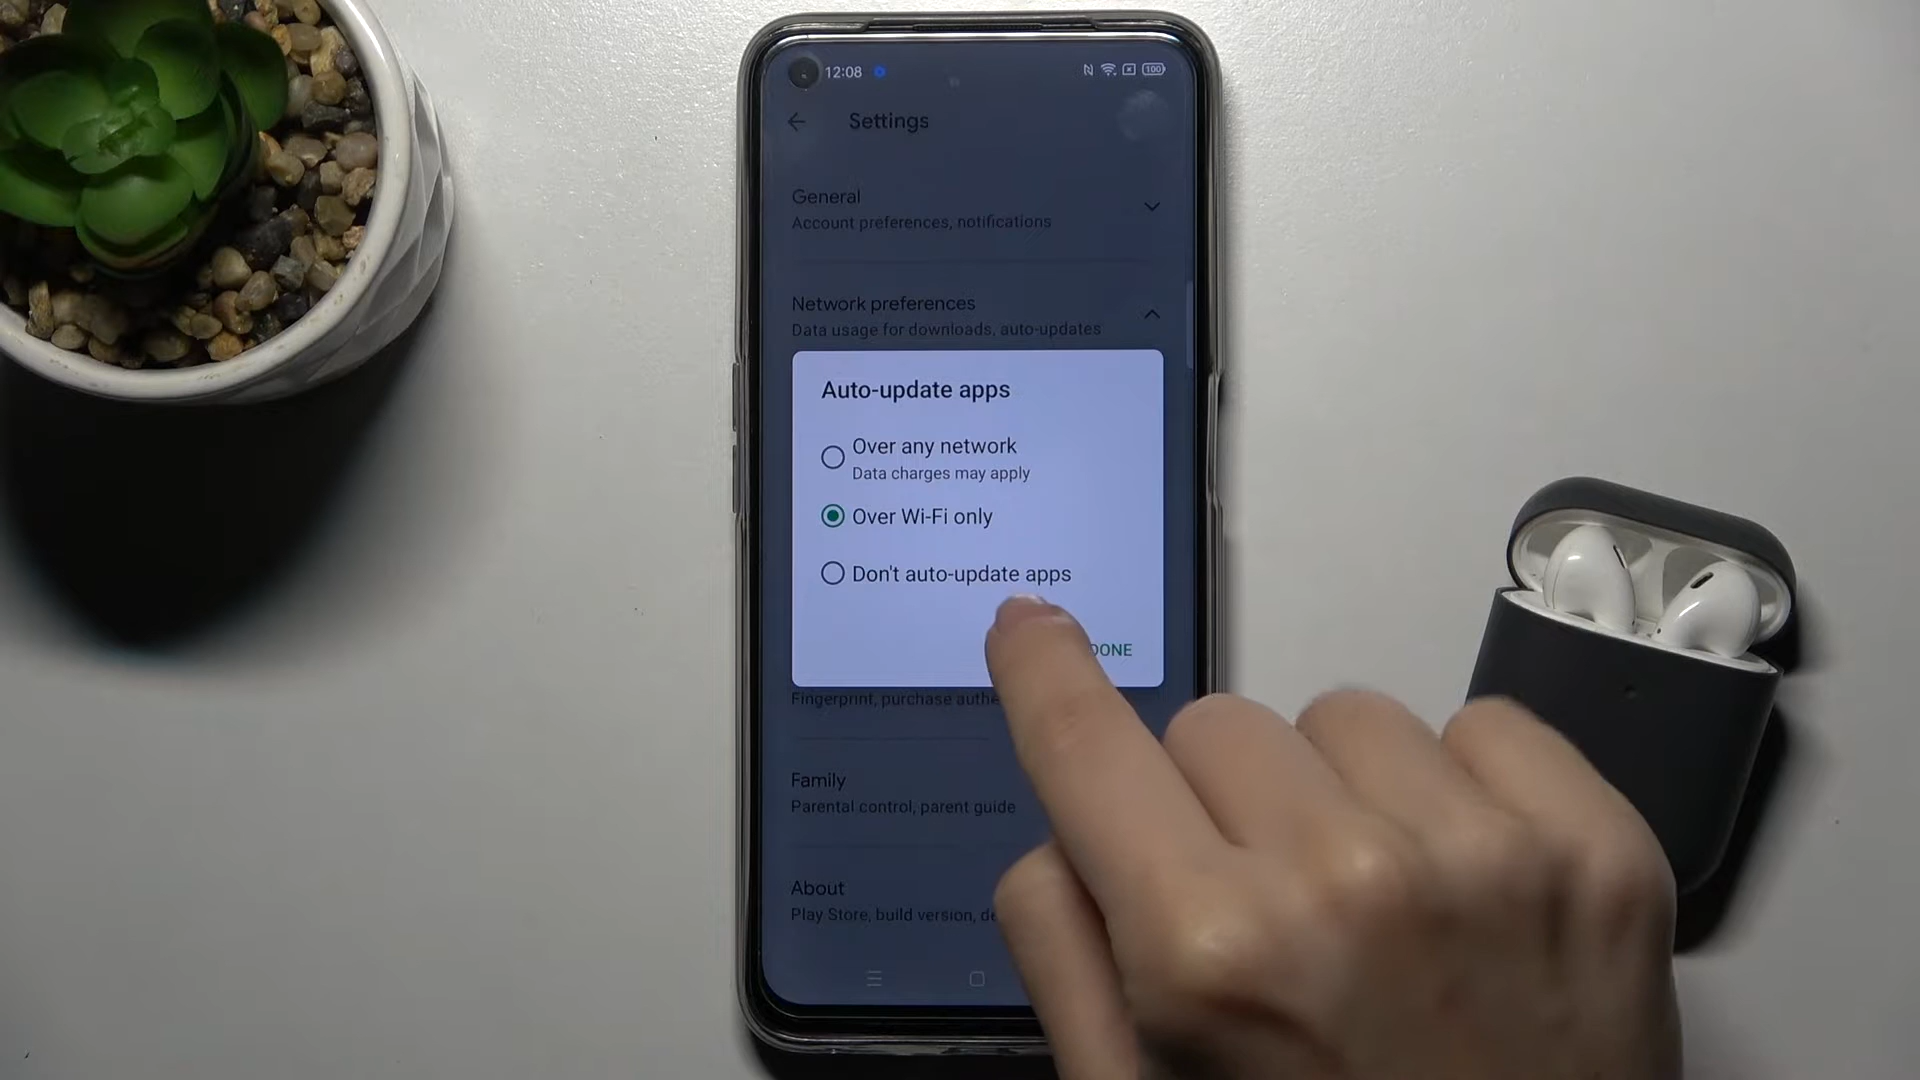 12:08
100
Settings
General
Account preferences, notifications
Network preferences
Data usage for downloads, auto-updates
Auto-update apps
Over any network
Data charges may apply
Over Wi-Fi only
Don't auto-update apps
DONE
Fingerprint, purchase authe
Family
Parental control, parent guide
About
Play Store, build version, de